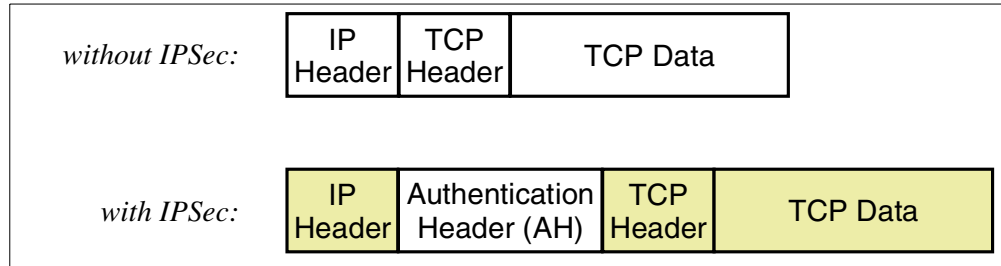 without IPSec:
IP Header
TCP Header
TCP Data
with IPSec:
IP Header
Authentication Header (AH)
TCP Header
TCP Data